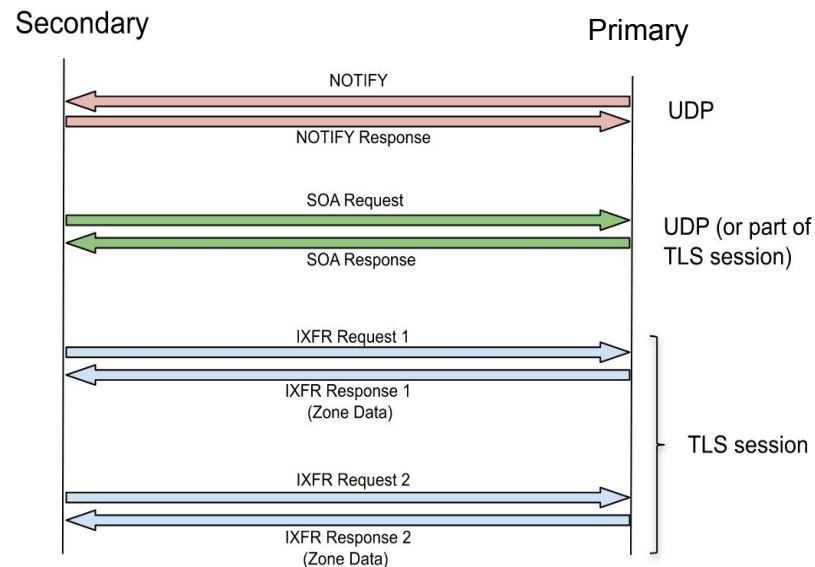 Secondary
Primary
NOTIFY
UDP
NOTIFY Response
SOA Request
UDP (or part of
TLS session)
SOA Response
IXFR Request 1
IXFR Response 1
(Zone Data)
TLS session
IXFR Request 2
IXFR Response 2
(Zone Data)